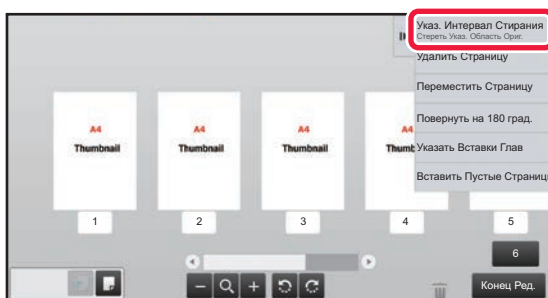 Указ. Интервал Стирания
Стереть Указ. Область Ориг.
Удалить Страницу
Переместить Страницу
Повернуть на 180 град.
Указать Вставки Глав
Вставить Пустые Страниц
A4
Thumbnail
A4
Thumbnail
A4
Thumbnail
A4
Thumb
1
2
3
4
5
6
Конец Ред.